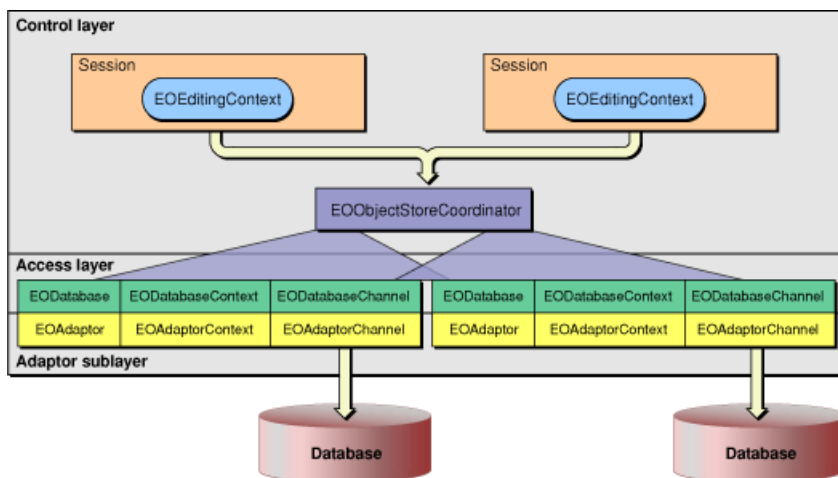 Control layer
Session
Session
EOEditingContext
EOEditingContext
EOObjectStoreCoordinator
Access layer
EODatabase EODatabaseContext EODatabaseChannel EODatabase EODatabaseContext EODatabaseChannel
EOAdaptor EOAdaptorContext EOAdaptorChannel EOAdaptor EOAdaptorContext EOAdaptorChannel
Adaptor sublayer
Database
Database